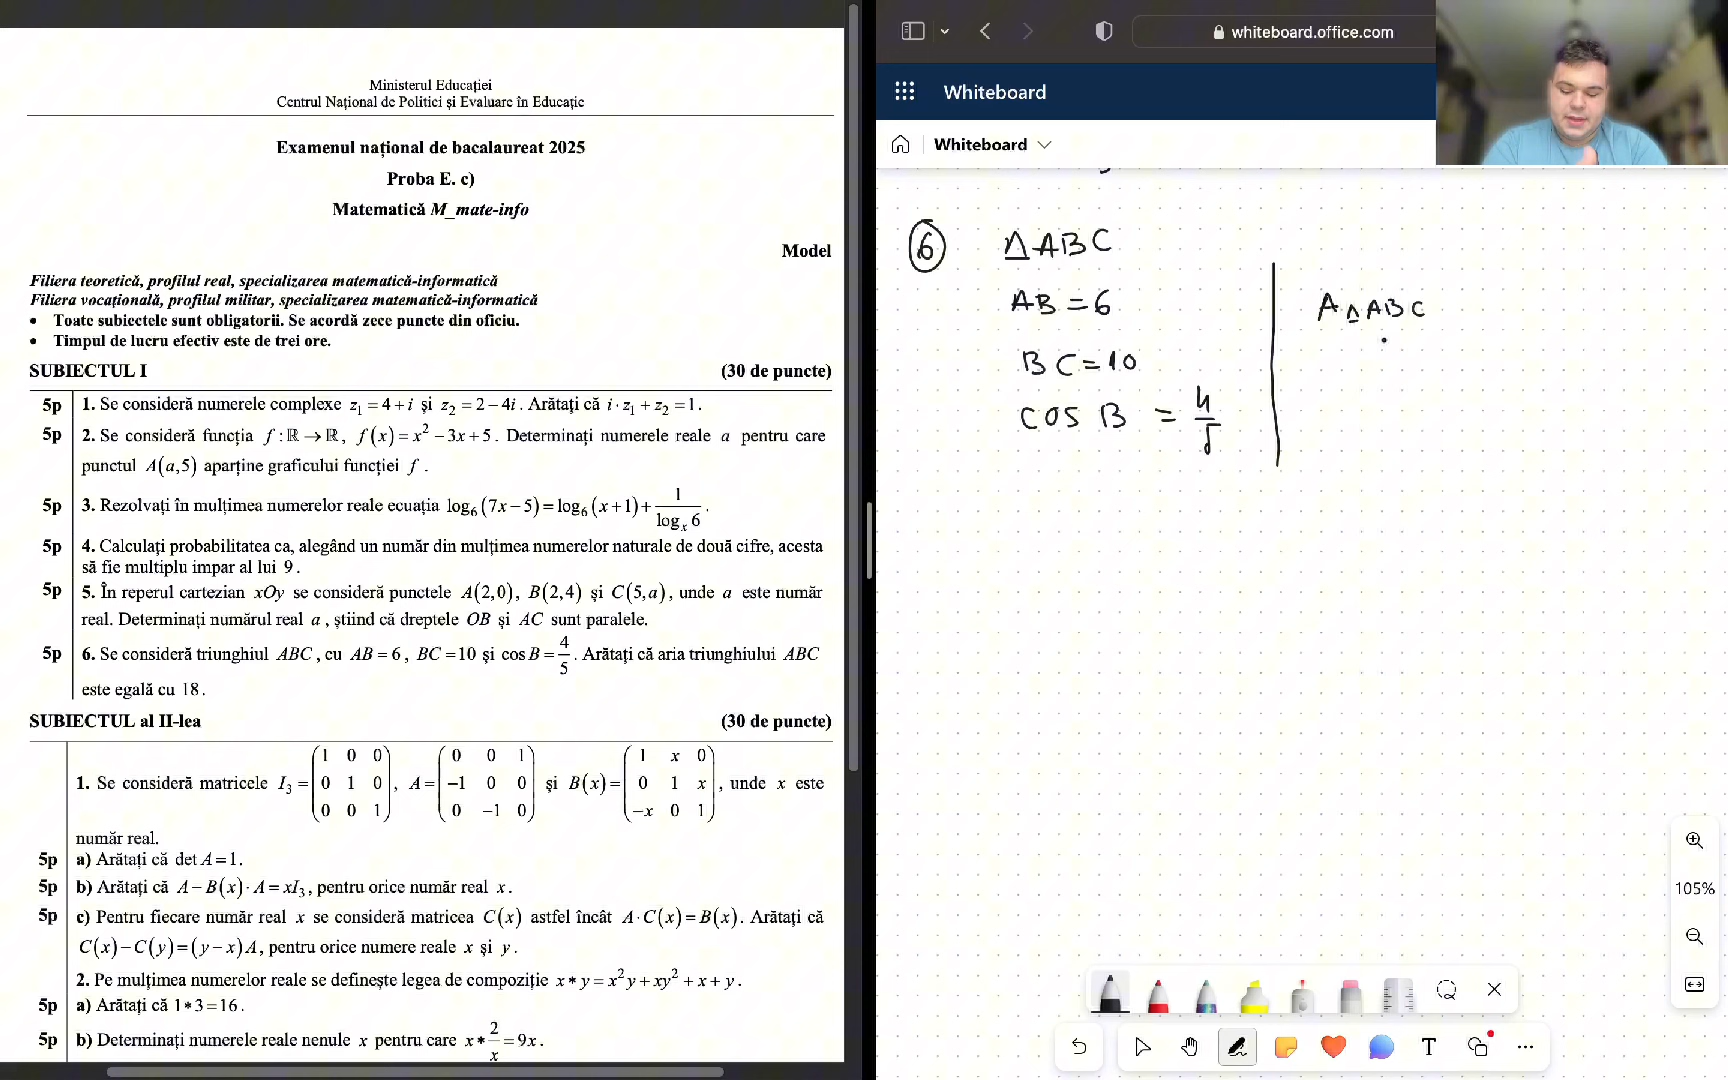 Ministerul Educației
Centrul Național de Politici și Evaluare în Educație
Examenul național de bacalaureat 2025
Proba E. c)
Matematică M_mate-info
Model
Filiera teoretică, profilul real, specializarea matematică-informatică
Filiera vocațională, profilul militar, specializarea matematică-informatică
• Toate subiectele sunt obligatorii. Se acordă zece puncte din oficiu.
• Timpul de lucru efectiv este de trei ore.
SUBIECTUL I (30 de puncte)
5p 1. Se consideră numerele complexe z₁ = 4 + i și z₂ = 2 − 4i. Arătați că i · z₁ + z₂ = 1.
5p 2. Se consideră funcția f : ℝ → ℝ, f(x) = x² − 3x + 5. Determinați numerele reale a pentru care
punctul A(a,5) aparține graficului funcției f.
5p 3. Rezolvați în mulțimea numerelor reale ecuația log₆(7x − 5) = log₆(x + 1) + 1/logₓ6.
5p 4. Calculați probabilitatea ca, alegând un număr din mulțimea numerelor naturale de două cifre, acesta
să fie multiplu impar al lui 9.
5p 5. În reperul cartezian xOy se consideră punctele A(2,0), B(2,4) și C(5,a), unde a este număr
real. Determinați numărul real a, știind că dreptele OB și AC sunt paralele.
5p 6. Se consideră triunghiul ABC, cu AB = 6, BC = 10 și cos B = 4/5. Arătați că aria triunghiului ABC
este egală cu 18.
SUBIECTUL al II-lea (30 de puncte)
1. Se consideră matricele I₃ = (1 0 0; 0 1 0; 0 0 1), A = (0 0 1; −1 0 0; 0 −1 0) și B(x) = (1 x 0; 0 1 x; −x 0 1), unde x este
număr real.
5p a) Arătați că det A = 1.
5p b) Arătați că A − B(x) · A = xI₃, pentru orice număr real x.
5p c) Pentru fiecare număr real x se consideră matricea C(x) astfel încât A · C(x) = B(x). Arătați că
C(x) − C(y) = (y − x)A, pentru orice numere reale x și y.
2. Pe mulțimea numerelor reale se definește legea de compoziție x * y = x²y + xy² + x + y.
5p a) Arătați că 1 * 3 = 16.
5p b) Determinați numerele reale nenule x pentru care x * 2/x = 9x.
whiteboard.office.com
Whiteboard
Whiteboard
6 △ABC
AB = 6
BC = 10
cos B = 4/5
A△ABC
105%
T